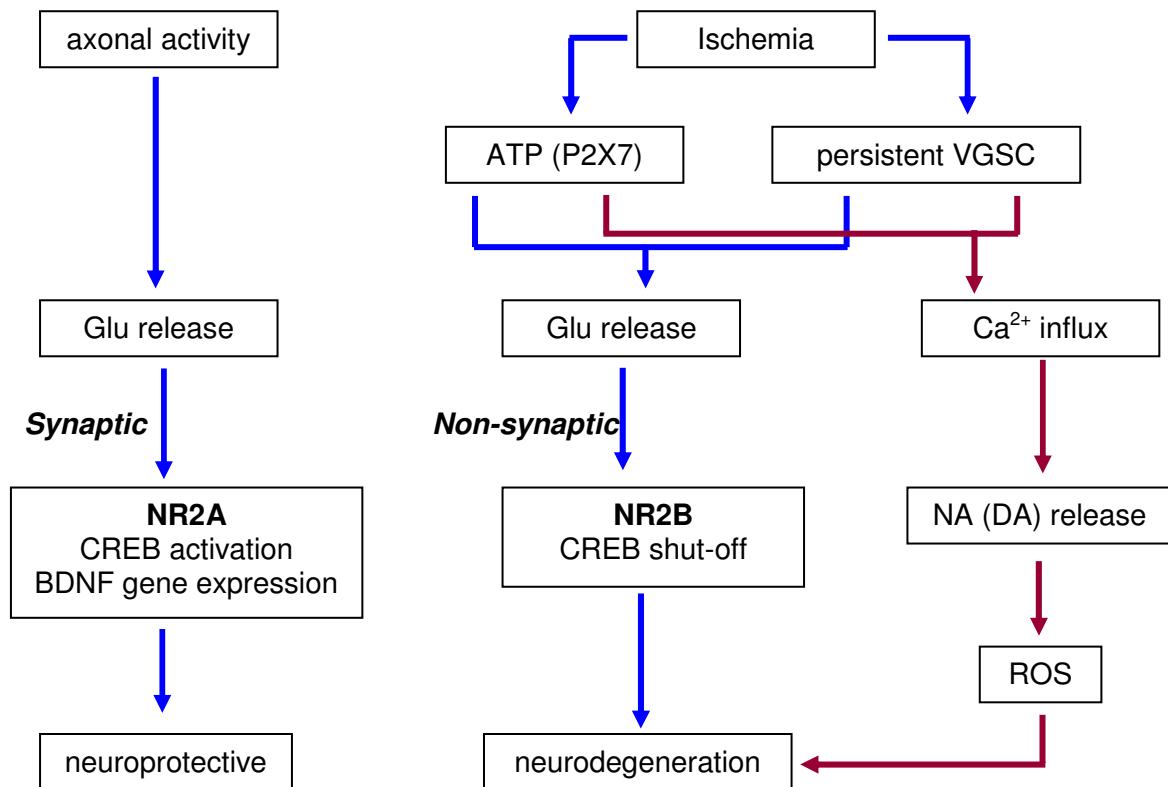 axonal activity
Ischemia
ATP (P2X7)
persistent VGSC
Glu release
Glu release
Ca²⁺ influx
Synaptic
Non-synaptic
NR2A
CREB activation
BDNF gene expression
NR2B
CREB shut-off
NA (DA) release
ROS
neuroprotective
neurodegeneration